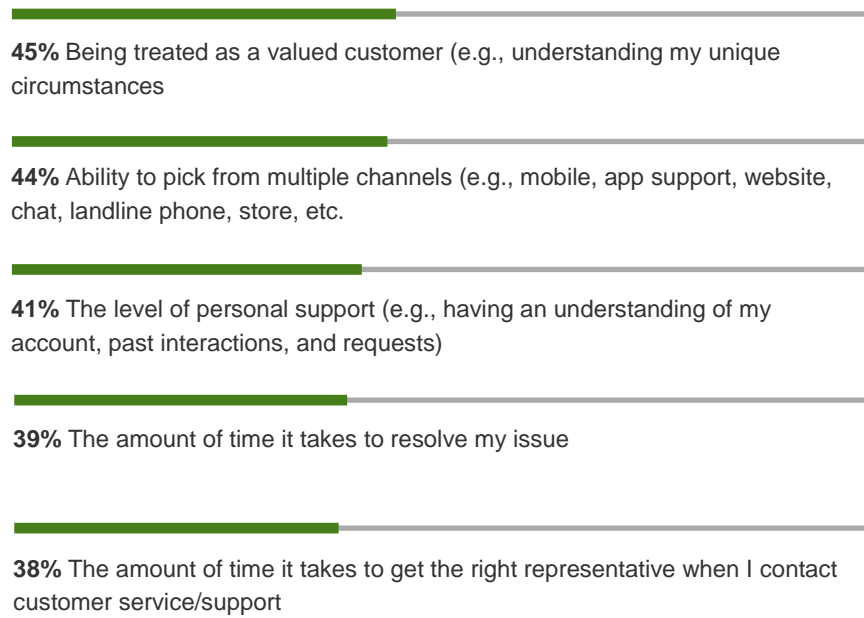 45% Being treated as a valued customer (e.g., understanding my unique
circumstances
44% Ability to pick from multiple channels (e.g., mobile, app support, website,
chat, landline phone, store, etc.
41% The level of personal support (e.g., having an understanding of my
account, past interactions, and requests)
39% The amount of time it takes to resolve my issue
38% The amount of time it takes to get the right representative when I contact
customer service/support